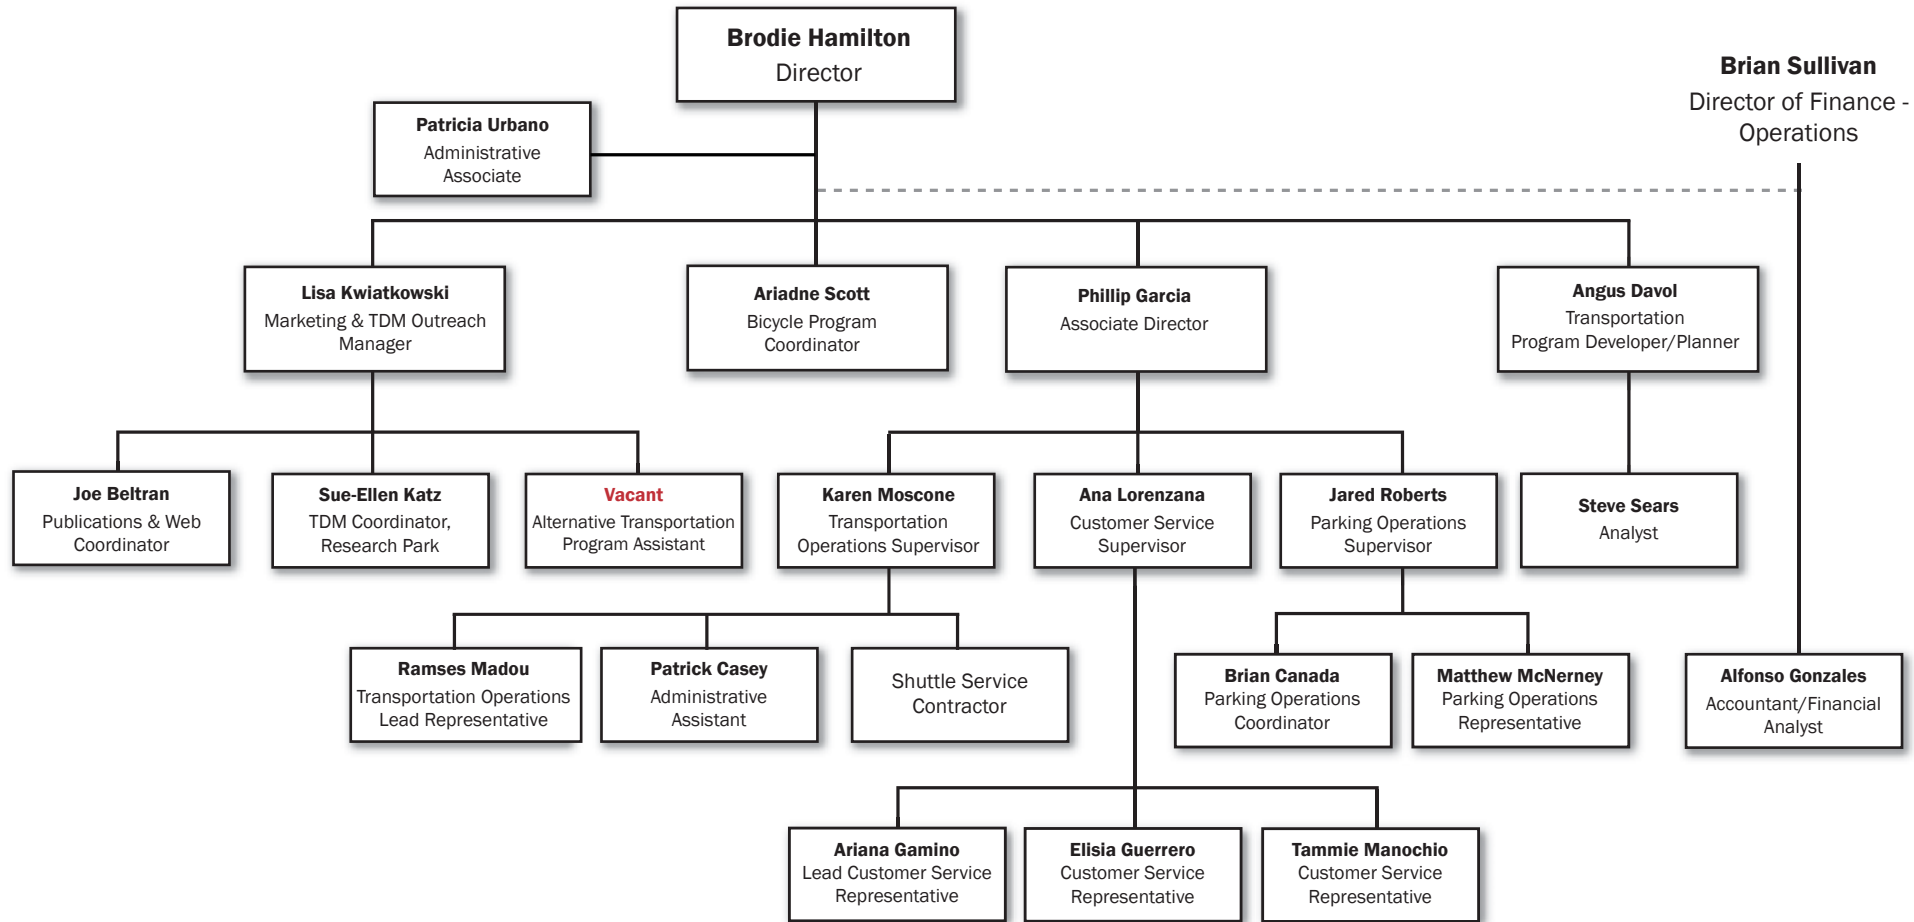 Brodie Hamilton
Director
Brian Sullivan
Director of Finance -
Operations
Patricia Urbano
Administrative
Associate
Lisa Kwiatkowski
Marketing & TDM Outreach
Manager
Ariadne Scott
Bicycle Program
Coordinator
Phillip Garcia
Associate Director
Angus Davol
Transportation
Program Developer/Planner
Joe Beltran
Publications & Web
Coordinator
Sue-Ellen Katz
TDM Coordinator,
Research Park
Vacant
Alternative Transportation
Program Assistant
Karen Moscone
Transportation
Operations Supervisor
Ana Lorenzana
Customer Service
Supervisor
Jared Roberts
Parking Operations
Supervisor
Steve Sears
Analyst
Ramses Madou
Transportation Operations
Lead Representative
Patrick Casey
Administrative
Assistant
Shuttle Service
Contractor
Brian Canada
Parking Operations
Coordinator
Matthew McNerney
Parking Operations
Representative
Alfonso Gonzales
Accountant/Financial
Analyst
Ariana Gamino
Lead Customer Service
Representative
Elisia Guerrero
Customer Service
Representative
Tammie Manochio
Customer Service
Representative